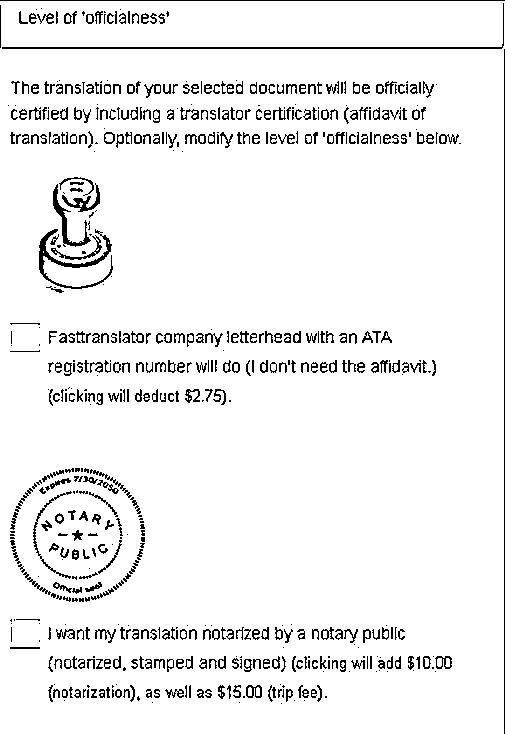 Level of 'officialness'
The translation of your selected document will be officially
certified by including a translator certification (affidavit of
translation). Optionally, modify the level of 'officialness' below.
Fasttranslator company letterhead with an ATA
registration number will do (I don't need the affidavit.)
(clicking will deduct $2.75).
Expires 7/30/2050
NOTARY
PUBLIC
Official seal
I want my translation notarized by a notary public
(notarized, stamped and signed) (clicking will add $10.00
(notarization), as well as $15.00 (trip fee).